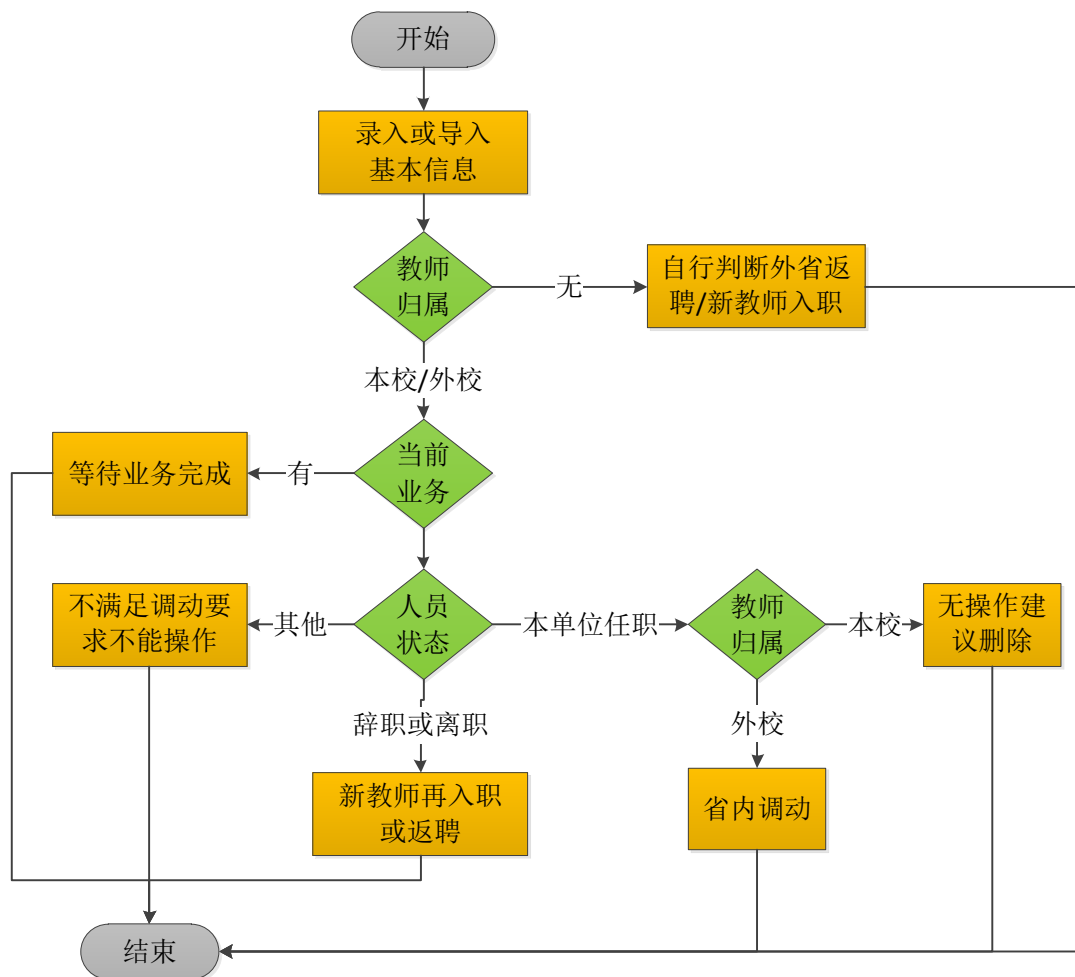 开始
录入或导入
基本信息
教师
归属
无
自行判断外省返
聘/新教师入职
本校/外校
等待业务完成
有
当前
业务
不满足调动要
求不能操作
其他
人员
状态
本单位任职
教师
归属
本校
无操作建
议删除
辞职或离职
外校
新教师再入职
或返聘
省内调动
结束